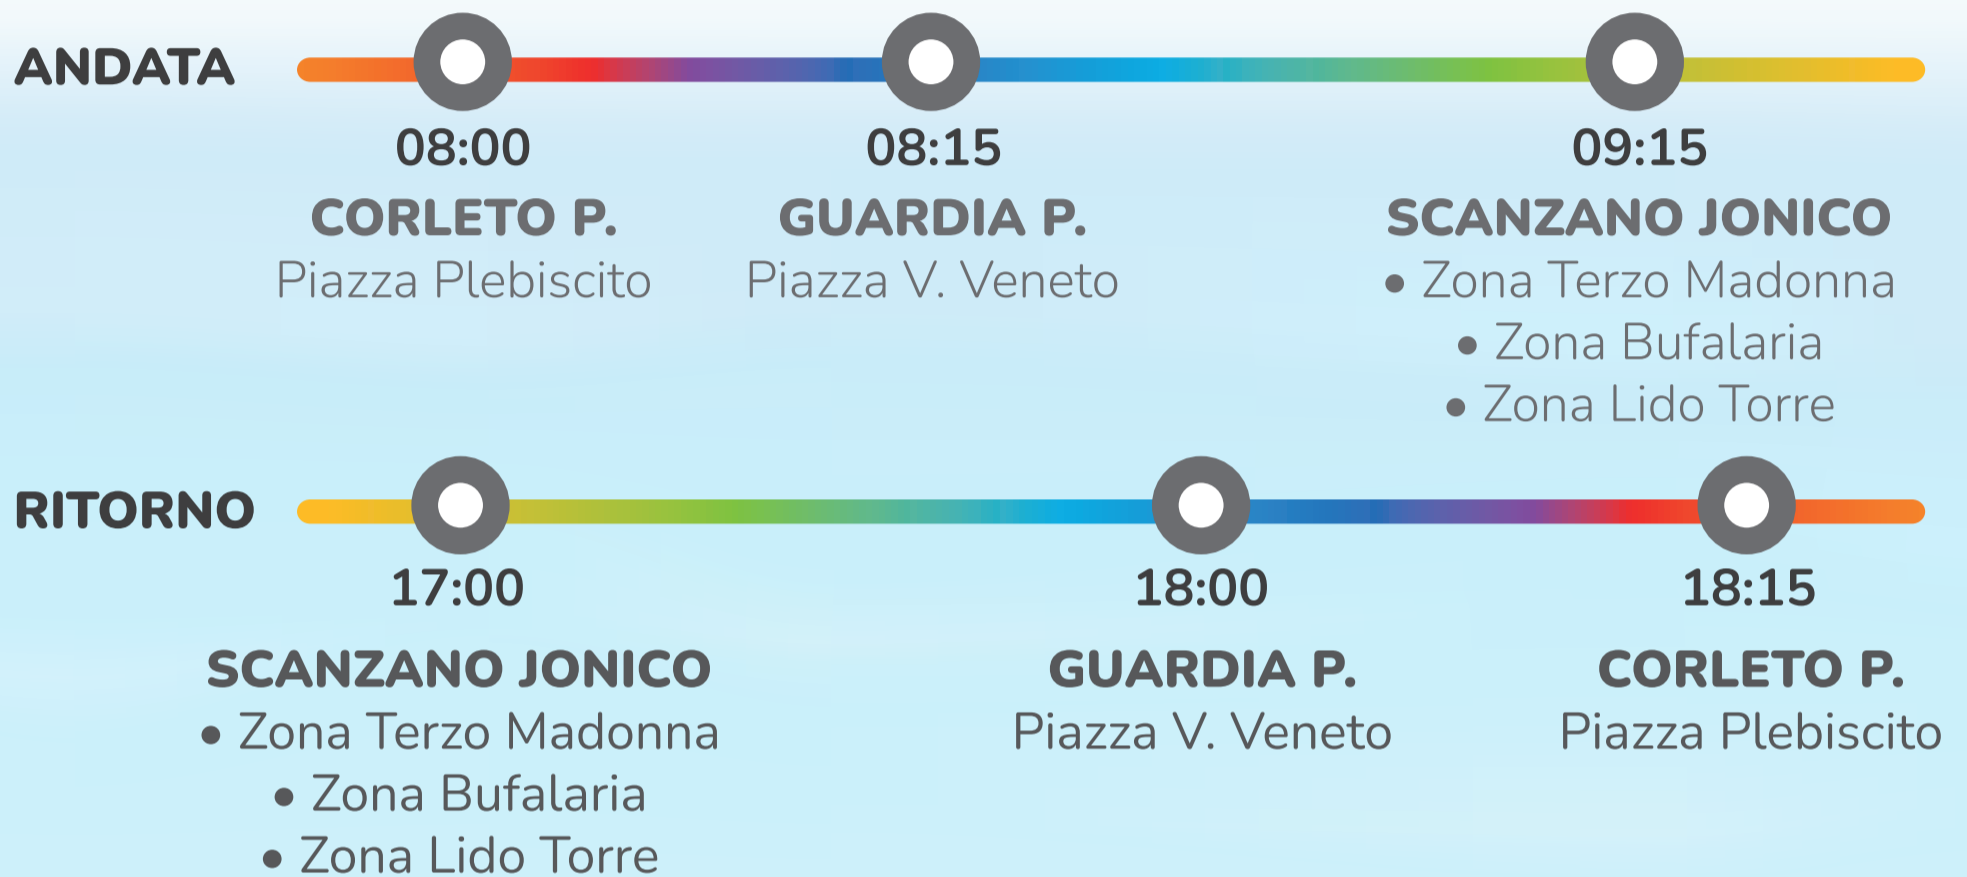 ANDATA
08:00
CORLETO P.
Piazza Plebiscito
08:15
GUARDIA P.
Piazza V. Veneto
09:15
SCANZANO JONICO
• Zona Terzo Madonna
• Zona Bufalaria
• Zona Lido Torre
RITORNO
17:00
SCANZANO JONICO
• Zona Terzo Madonna
• Zona Bufalaria
• Zona Lido Torre
18:00
GUARDIA P.
Piazza V. Veneto
18:15
CORLETO P.
Piazza Plebiscito